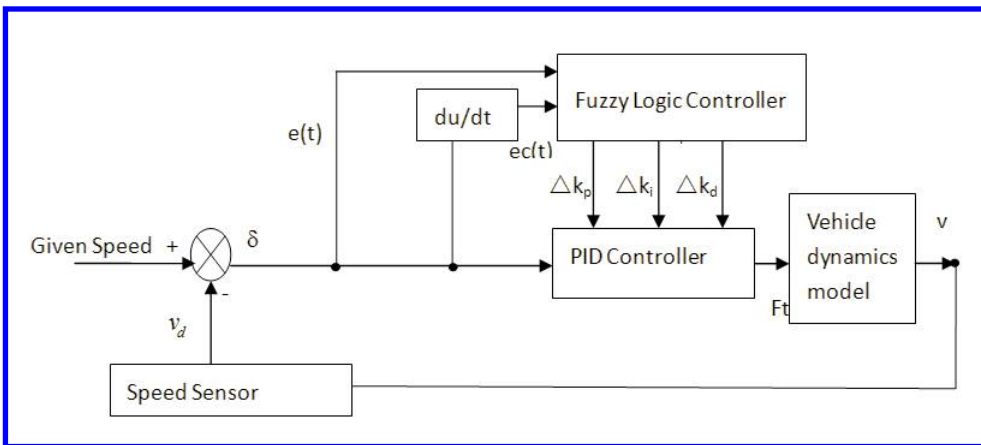 Fuzzy Logic Controller
du/dt
e(t)
ec(t)
△kp
△ki
△kd
Given Speed
+
δ
-
PID Controller
Vehicle
dynamics
model
v
Ft
vd
Speed Sensor